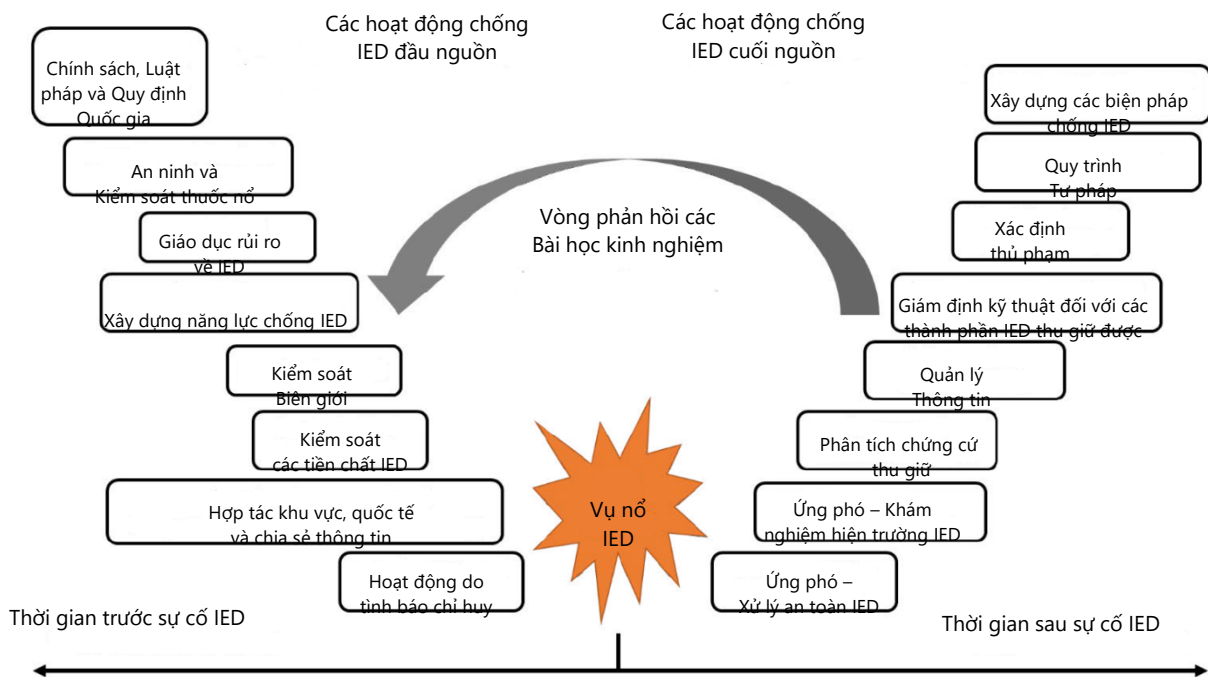 Các hoạt động chống
IED đầu nguồn
Các hoạt động chống
IED cuối nguồn
Chính sách, Luật
pháp và Quy định
Quốc gia
An ninh và
Kiểm soát thuốc nổ
Giáo dục rủi ro
về IED
Xây dựng năng lực chống IED
Kiểm soát
Biên giới
Kiểm soát
các tiền chất IED
Hợp tác khu vực, quốc tế
và chia sẻ thông tin
Hoạt động do
tình báo chỉ huy
Vòng phản hồi các
Bài học kinh nghiệm
Vụ nổ
IED
Xây dựng các biện pháp
chống IED
Quy trình
Tư pháp
Xác định
thủ phạm
Giám định kỹ thuật đối với các
thành phần IED thu giữ được
Quản lý
Thông tin
Phân tích chứng cứ
thu giữ
Ứng phó – Khám
nghiệm hiện trường IED
Ứng phó –
Xử lý an toàn IED
Thời gian trước sự cố IED
Thời gian sau sự cố IED